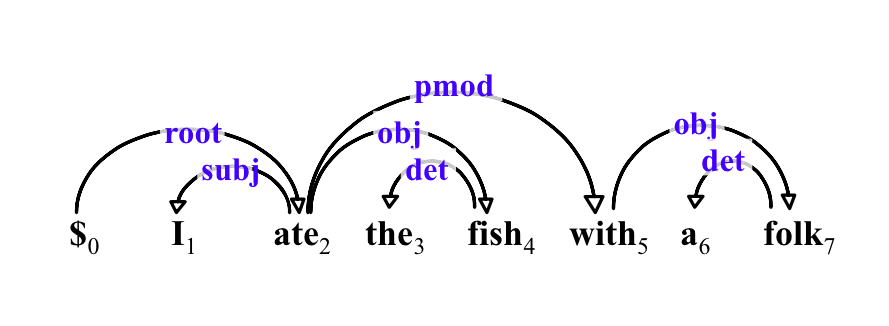 pmod
root obj obj
subj det det
$0 I1 ate2 the3 fish4 with5 a6 folk7